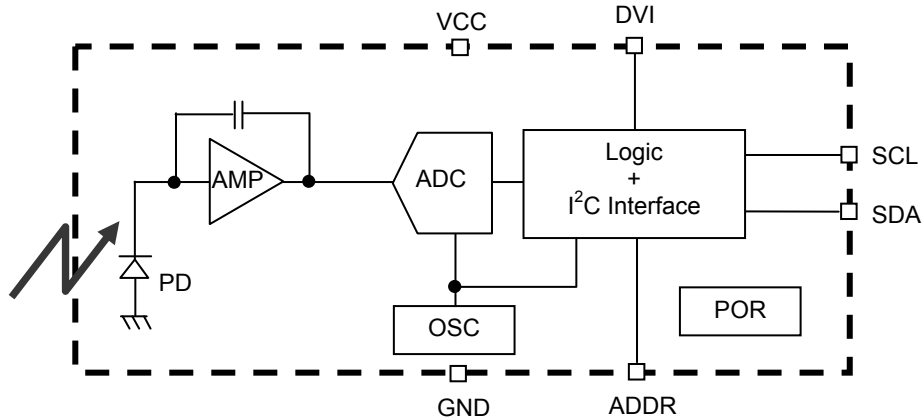 VCC
DVI
AMP
ADC
Logic
+
I²C Interface
SCL
SDA
PD
OSC
POR
GND
ADDR